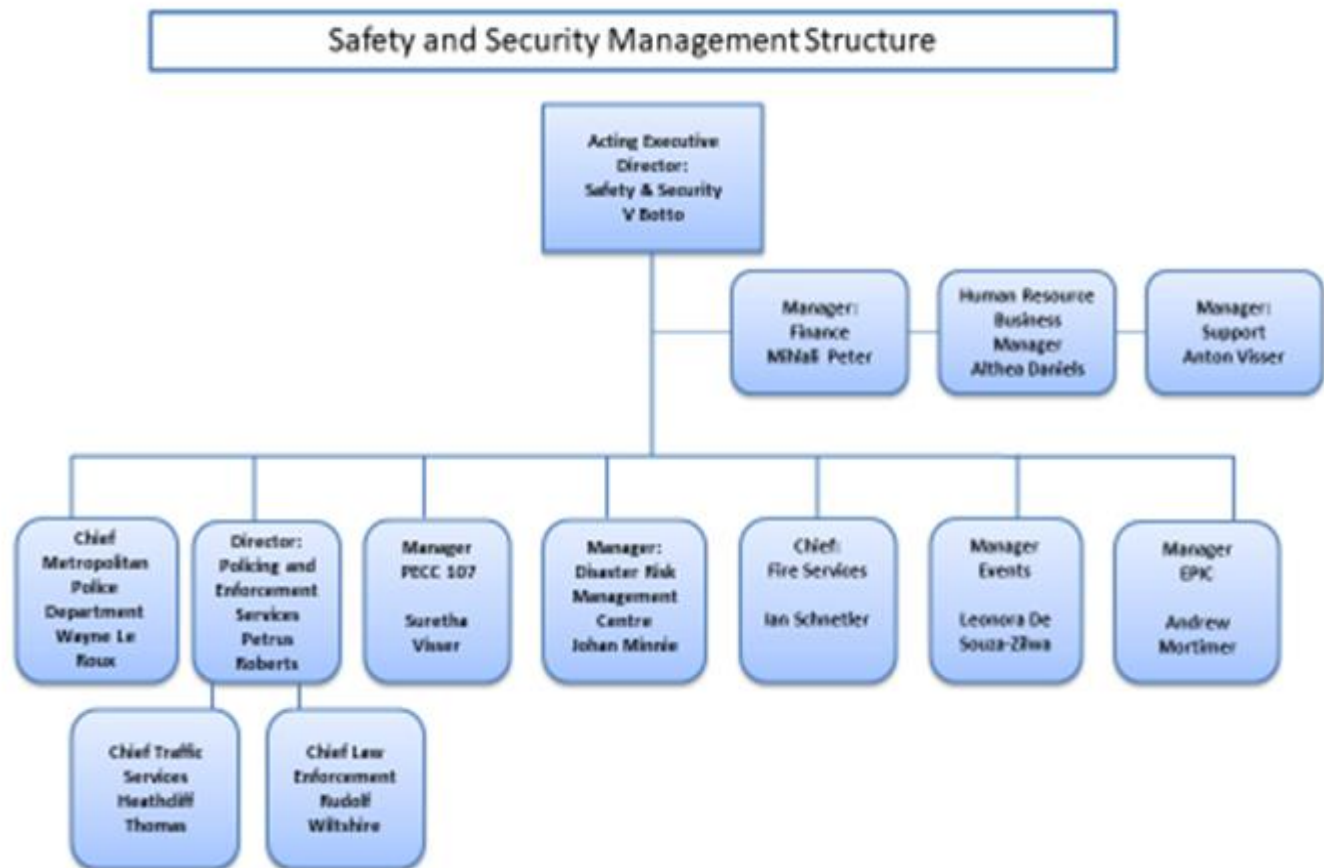 Safety and Security Management Structure
Acting Executive
Director:
Safety & Security
V Botto
Manager:
Finance
Mihlali Peter
Human Resource
Business
Manager
Althea Daniels
Manager:
Support
Anton Visser
Chief
Metropolitan
Police
Department
Wayne Le
Roux
Director:
Policing and
Enforcement
Services
Petrus
Roberts
Manager
PECC 107
Suretha
Visser
Manager:
Disaster Risk
Management
Centre
Johan Minnie
Chief:
Fire Services
Ian Schnetler
Manager
Events
Leonora De
Souza-Zilwa
Manager
EPIC
Andrew
Mortimer
Chief Traffic
Services
Heathcliff
Thomas
Chief Law
Enforcement
Rudolf
Wiltshire